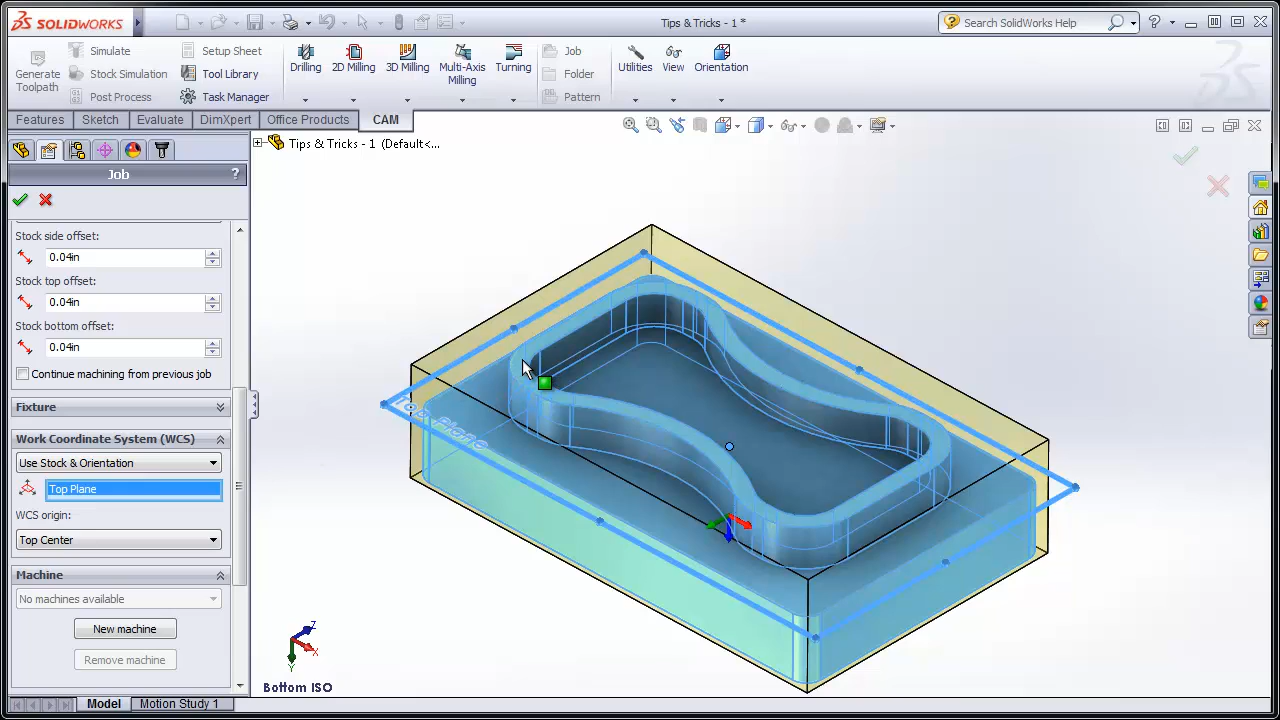 SOLIDWORKS
Tips & Tricks - 1 *
Search SolidWorks Help
Generate Toolpath
Simulate
Stock Simulation
Post Process
Setup Sheet
Tool Library
Task Manager
Drilling
2D Milling
3D Milling
Multi-Axis Milling
Turning
Job
Folder
Pattern
Utilities
View
Orientation
Features
Sketch
Evaluate
DimXpert
Office Products
CAM
Tips & Tricks - 1 (Default<...
Job
?
Stock side offset:
0.04in
Stock top offset:
0.04in
Stock bottom offset:
0.04in
Continue machining from previous job
Fixture
Work Coordinate System (WCS)
Use Stock & Orientation
Top Plane
WCS origin:
Top Center
Machine
No machines available
New machine
Remove machine
Top Plane
Z
X
Y
Bottom ISO
Model
Motion Study 1